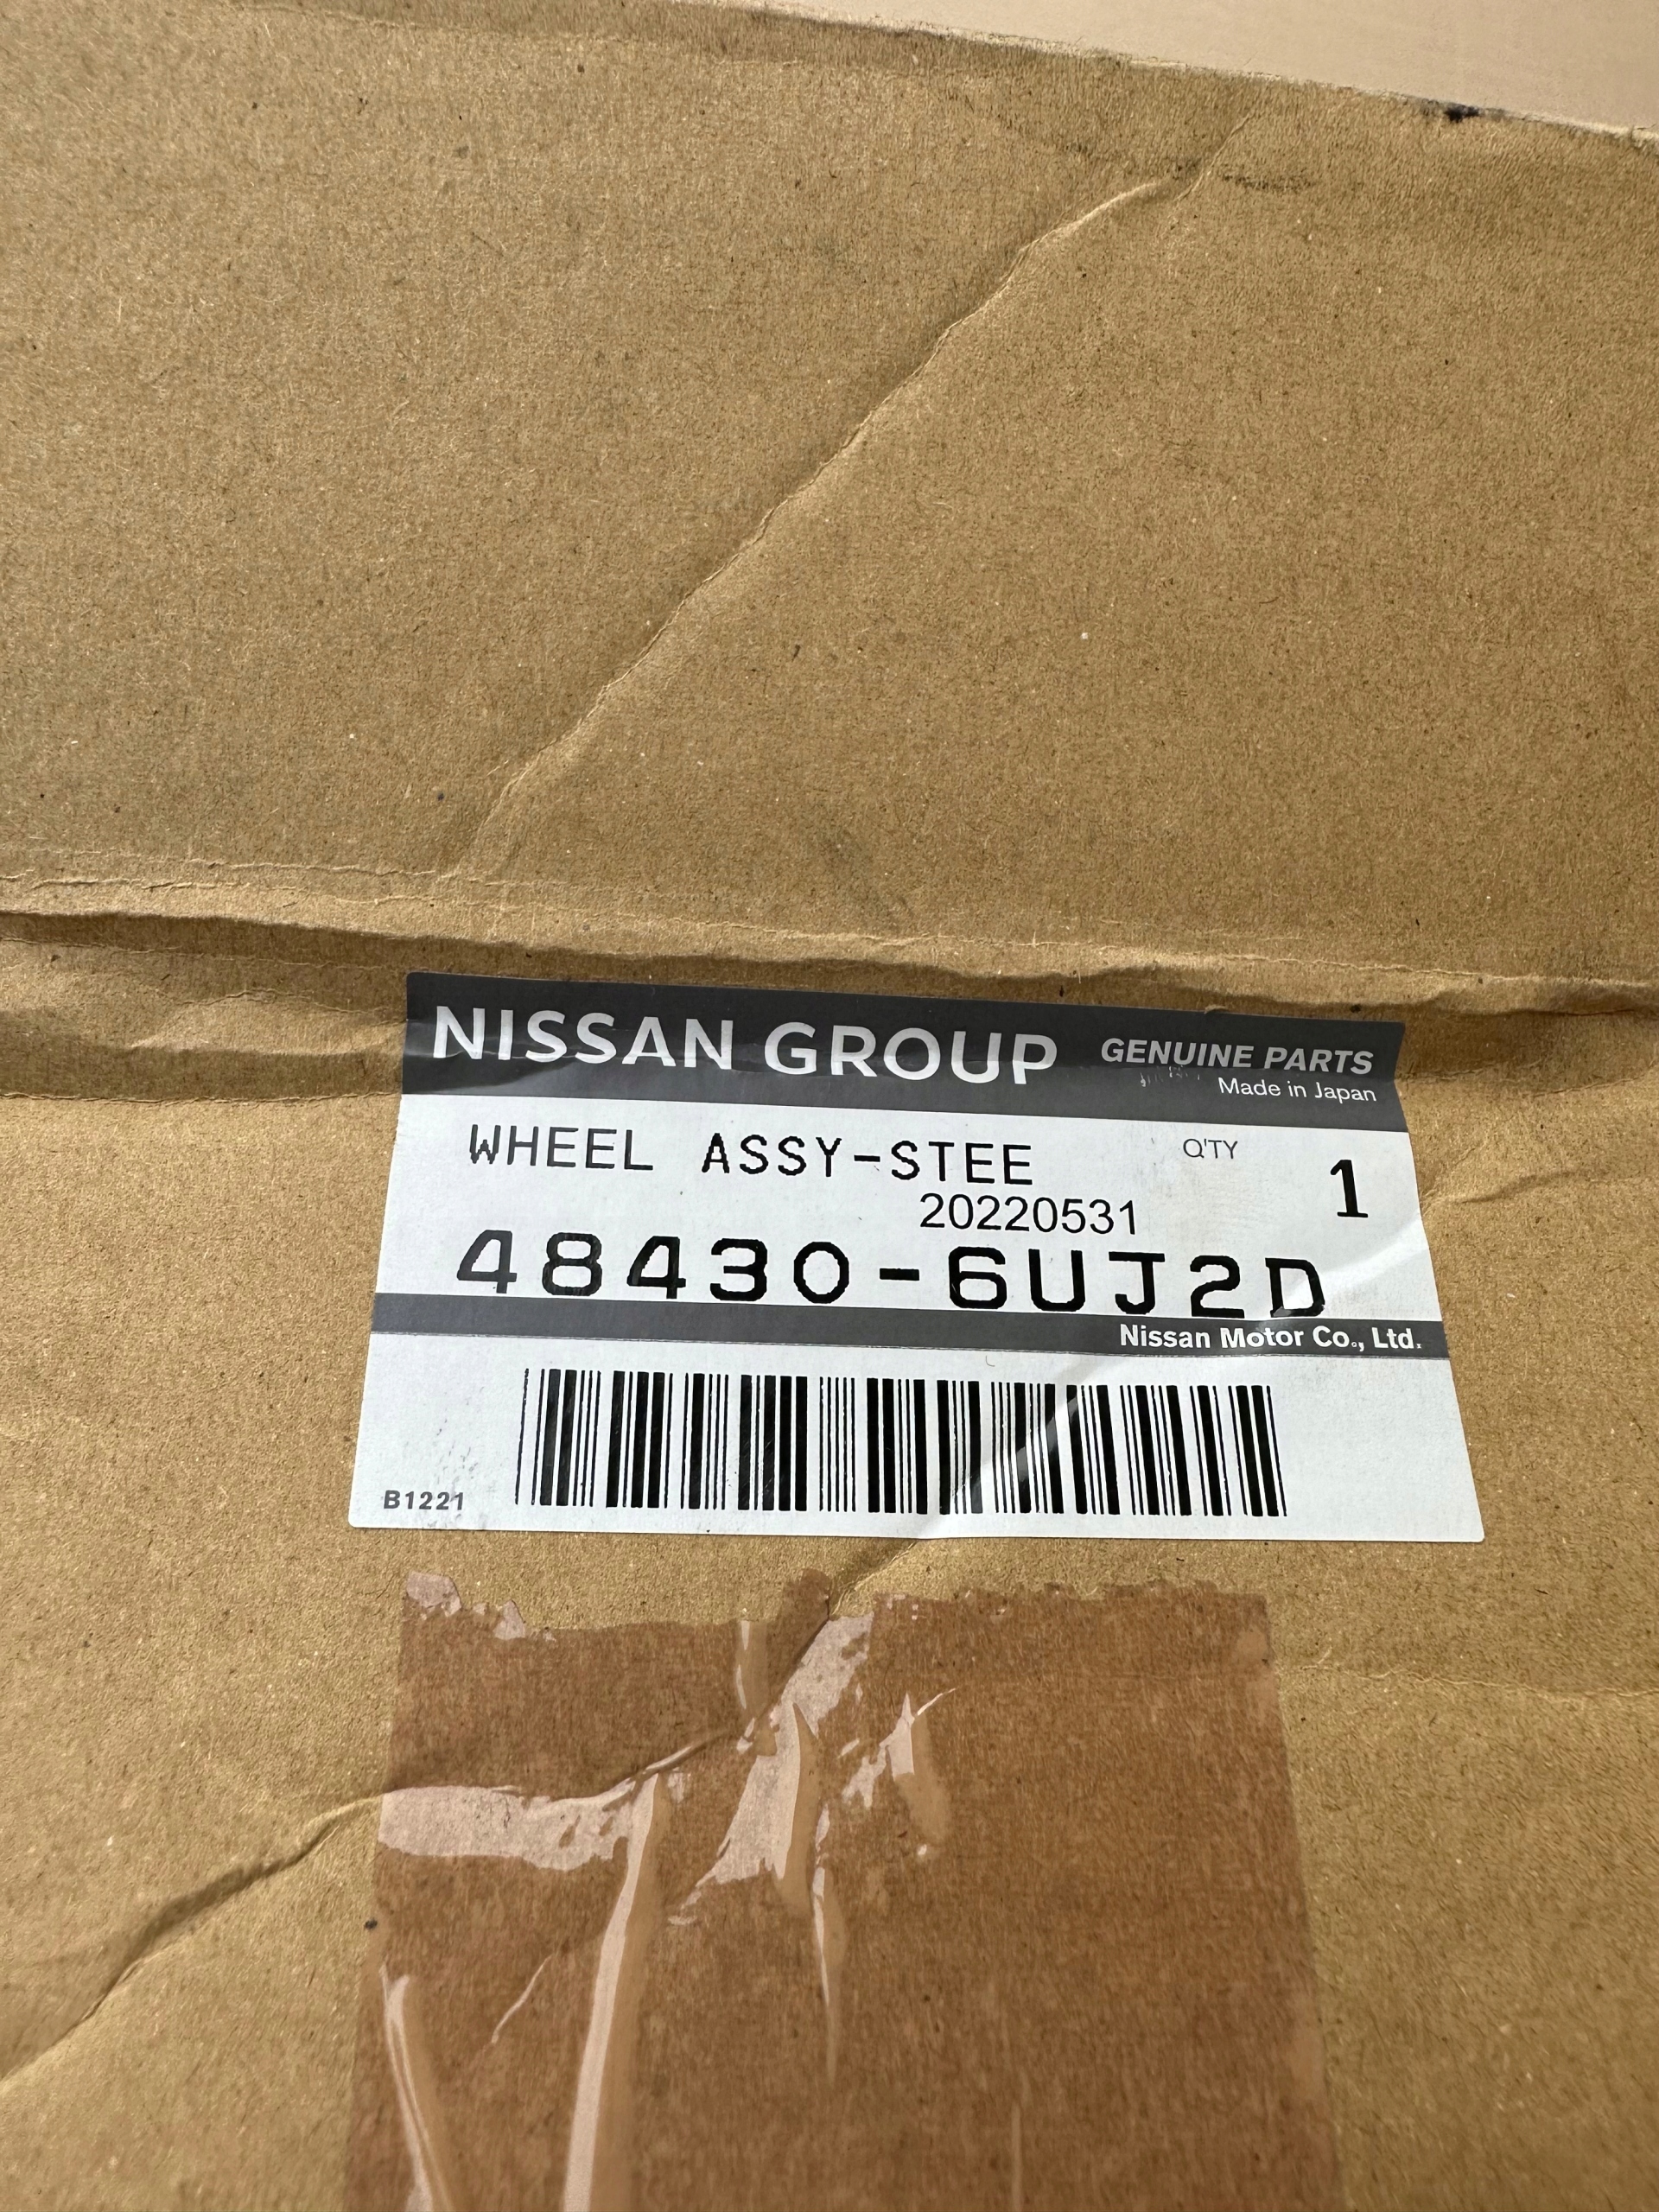 NISSAN GROUP GENUINE PARTS
Made in Japan
WHEEL ASSY-STEE Q'TY 1
20220531
48430-6UJ2D
Nissan Motor Co., Ltd.
B1221